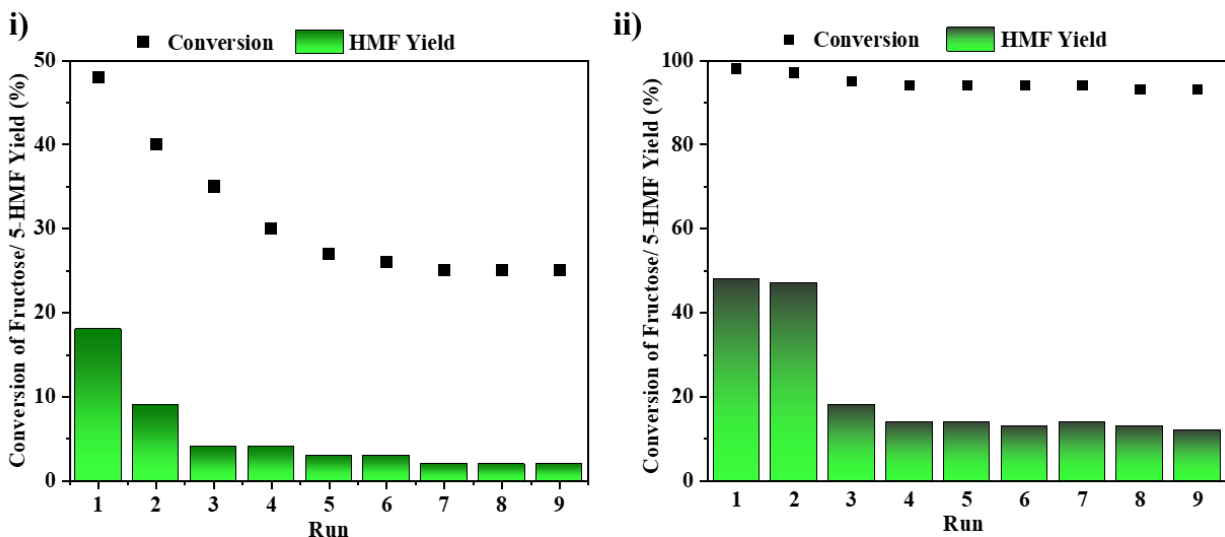 i)
Conversion HMF Yield
Conversion of Fructose/ 5-HMF Yield (%)
50
40
30
20
10
0
1 2 3 4 5 6 7 8 9
Run
ii)
Conversion HMF Yield
Conversion of Fructose/ 5-HMF Yield (%)
100
80
60
40
20
0
1 2 3 4 5 6 7 8 9
Run